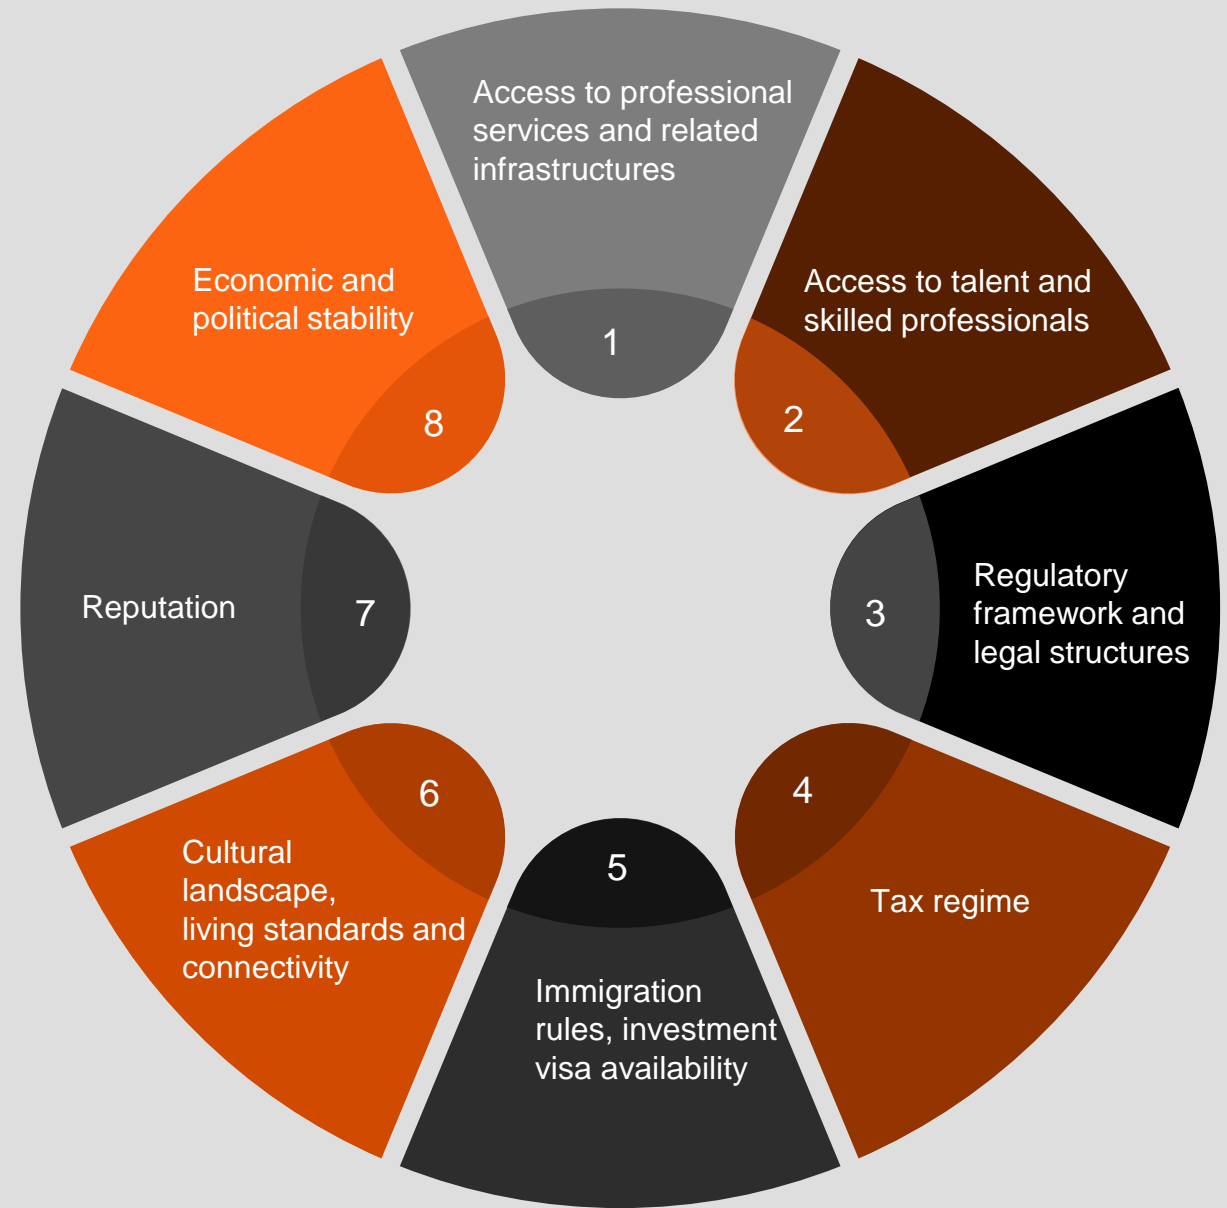 Access to professional
services and related
infrastructures
1
Access to talent and
skilled professionals
2
Regulatory
framework and
legal structures
3
Tax regime
4
Immigration
rules, investment
visa availability
5
Cultural
landscape,
living standards and
connectivity
6
Reputation
7
Economic and
political stability
8